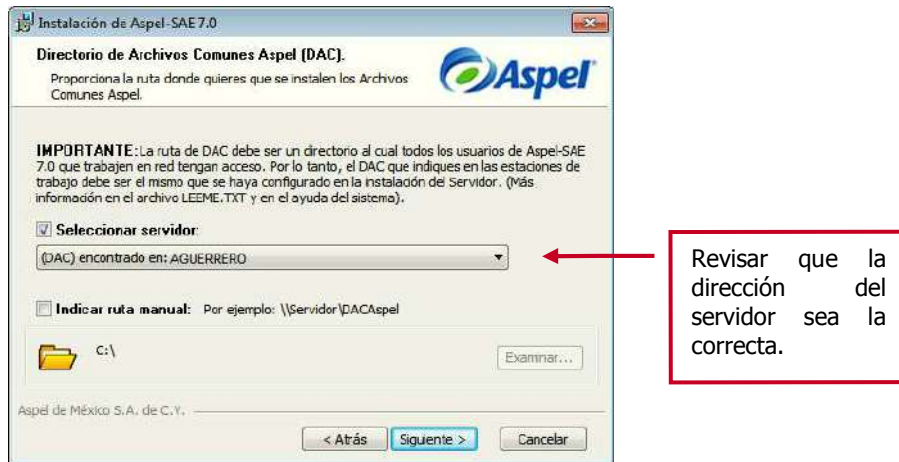 Instalación de Aspel-SAE 7.0
Directorio de Archivos Comunes Aspel (DAC).
Proporciona la ruta donde quieres que se instalen los Archivos
Comunes Aspel.
Aspel
IMPORTANTE: La ruta de DAC debe ser un directorio al cual todos los usuarios de Aspel-SAE
7.0 que trabajen en red tengan acceso. Por lo tanto, el DAC que indiques en las estaciones de
trabajo debe ser el mismo que se haya configurado en la instalación del Servidor. (Más
información en el archivo LEEME.TXT y en el ayuda del sistema).
Seleccionar servidor:
(DAC) encontrado en: AGUERRERO
Indicar ruta manual: Por ejemplo: \\Servidor\DACAspel
C:\
Examinar...
Aspel de México S.A. de C.V.
< Atrás
Siguiente >
Cancelar
Revisar que la
dirección del
servidor sea la
correcta.